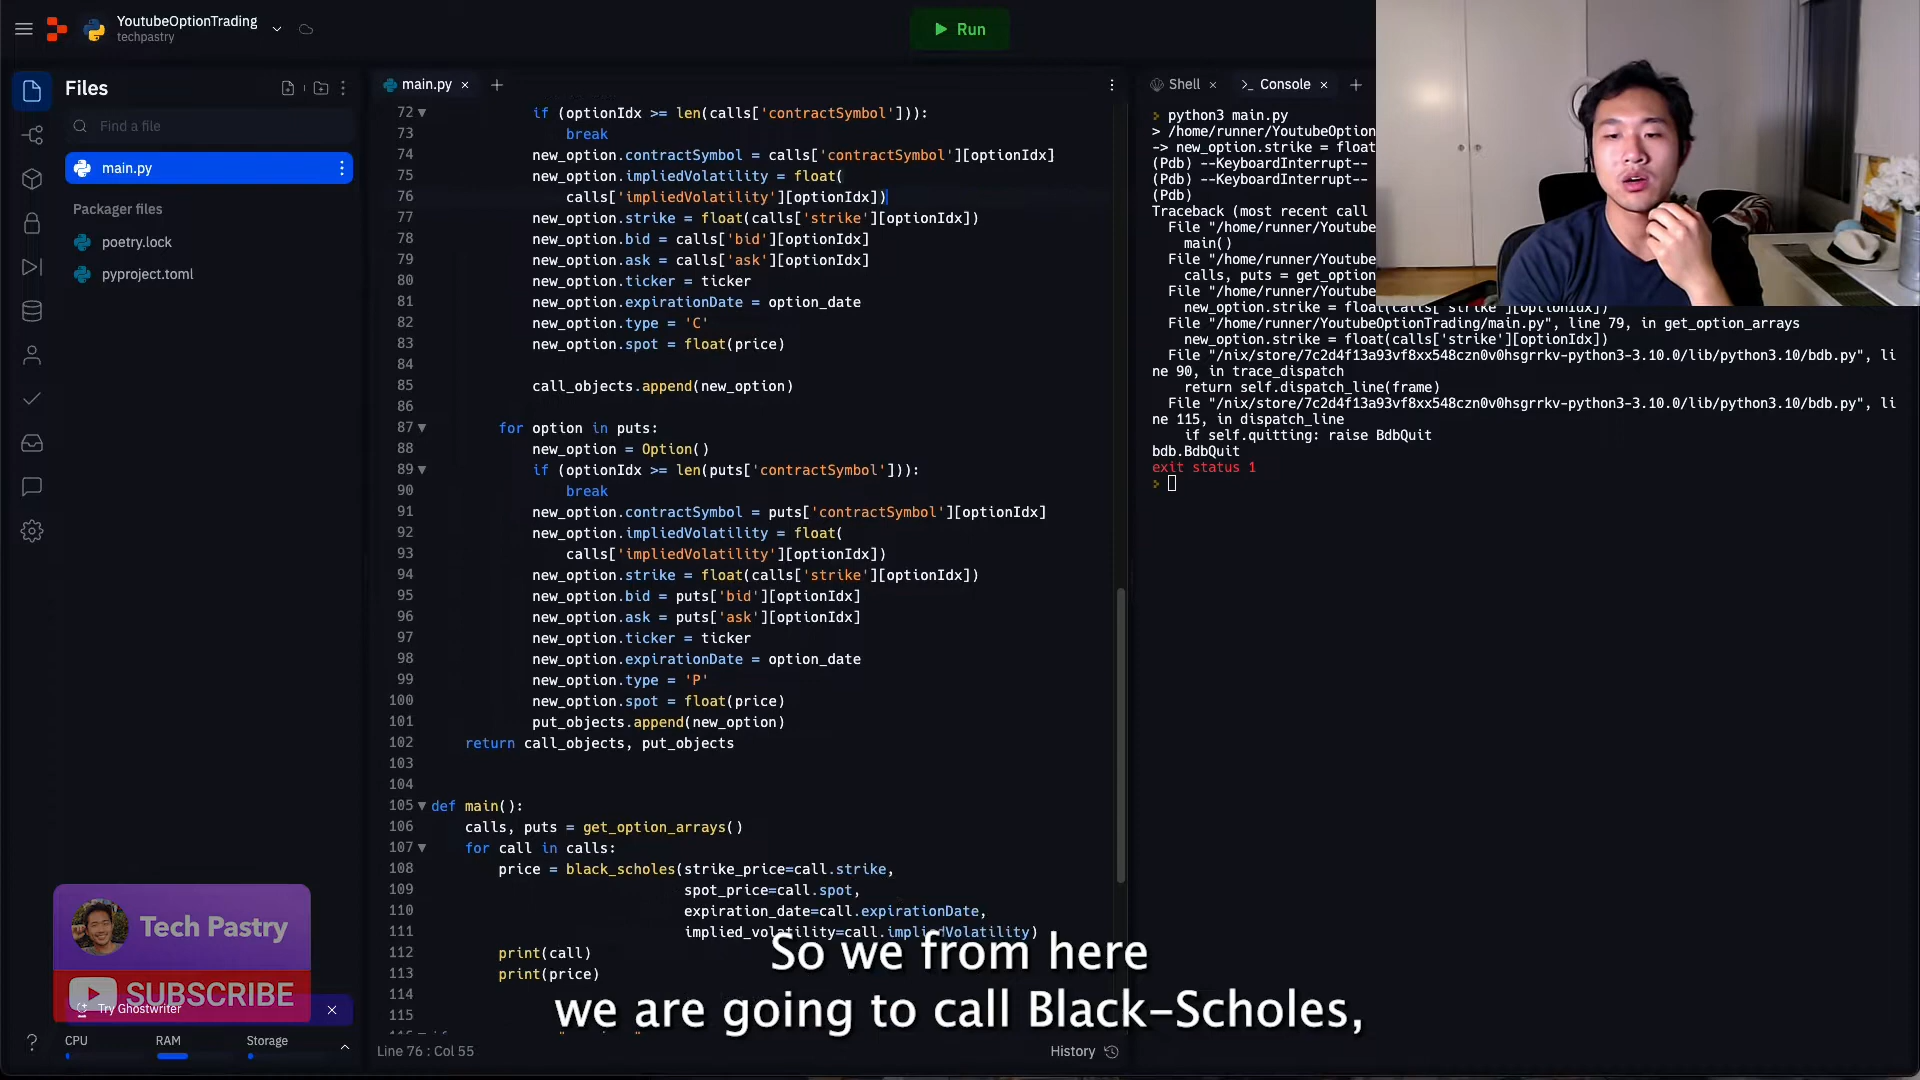 YoutubeOptionTrading
techpastry
Run
Files
Find a file
main.py
Packager files
poetry.lock
pyproject.toml
main.py
72 if (optionIdx >= len(calls['contractSymbol'])):
73 break
74 new_option.contractSymbol = calls['contractSymbol'][optionIdx]
75 new_option.impliedVolatility = float(
76 calls['impliedVolatility'][optionIdx])
77 new_option.strike = float(calls['strike'][optionIdx])
78 new_option.bid = calls['bid'][optionIdx]
79 new_option.ask = calls['ask'][optionIdx]
80 new_option.ticker = ticker
81 new_option.expirationDate = option_date
82 new_option.type = 'C'
83 new_option.spot = float(price)
84
85 call_objects.append(new_option)
86
87 for option in puts:
88 new_option = Option()
89 if (optionIdx >= len(puts['contractSymbol'])):
90 break
91 new_option.contractSymbol = puts['contractSymbol'][optionIdx]
92 new_option.impliedVolatility = float(
93 calls['impliedVolatility'][optionIdx])
94 new_option.strike = float(calls['strike'][optionIdx])
95 new_option.bid = puts['bid'][optionIdx]
96 new_option.ask = puts['ask'][optionIdx]
97 new_option.ticker = ticker
98 new_option.expirationDate = option_date
99 new_option.type = 'P'
100 new_option.spot = float(price)
101 put_objects.append(new_option)
102 return call_objects, put_objects
103
104
105 def main():
106 calls, puts = get_option_arrays()
107 for call in calls:
108 price = black_scholes(strike_price=call.strike,
109 spot_price=call.spot,
110 expiration_date=call.expirationDate,
111 implied_volatility=call.impliedVolatility)
112 print(call)
113 print(price)
114
115
Shell
Console
python3 main.py
> /home/runner/YoutubeOption
-> new_option.strike = float
(Pdb) --KeyboardInterrupt--
(Pdb) --KeyboardInterrupt--
(Pdb)
Traceback (most recent call
File "/home/runner/Youtube
main()
File "/home/runner/Youtube
calls, puts = get_option
File "/home/runner/Youtube
new_option.strike = float(calls['strike'][optionIdx])
File "/home/runner/YoutubeOptionTrading/main.py", line 79, in get_option_arrays
new_option.strike = float(calls['strike'][optionIdx])
File "/nix/store/7c2d4f13a93vf8xx548czn0v0hsgrrkv-python3-3.10.0/lib/python3.10/bdb.py", li
ne 90, in trace_dispatch
return self.dispatch_line(frame)
File "/nix/store/7c2d4f13a93vf8xx548czn0v0hsgrrkv-python3-3.10.0/lib/python3.10/bdb.py", li
ne 115, in dispatch_line
if self.quitting: raise BdbQuit
bdb.BdbQuit
exit status 1
Tech Pastry
SUBSCRIBE
Try Ghostwriter
So we from here
we are going to call Black-Scholes,
CPU
RAM
Storage
Line 76 : Col 55
History